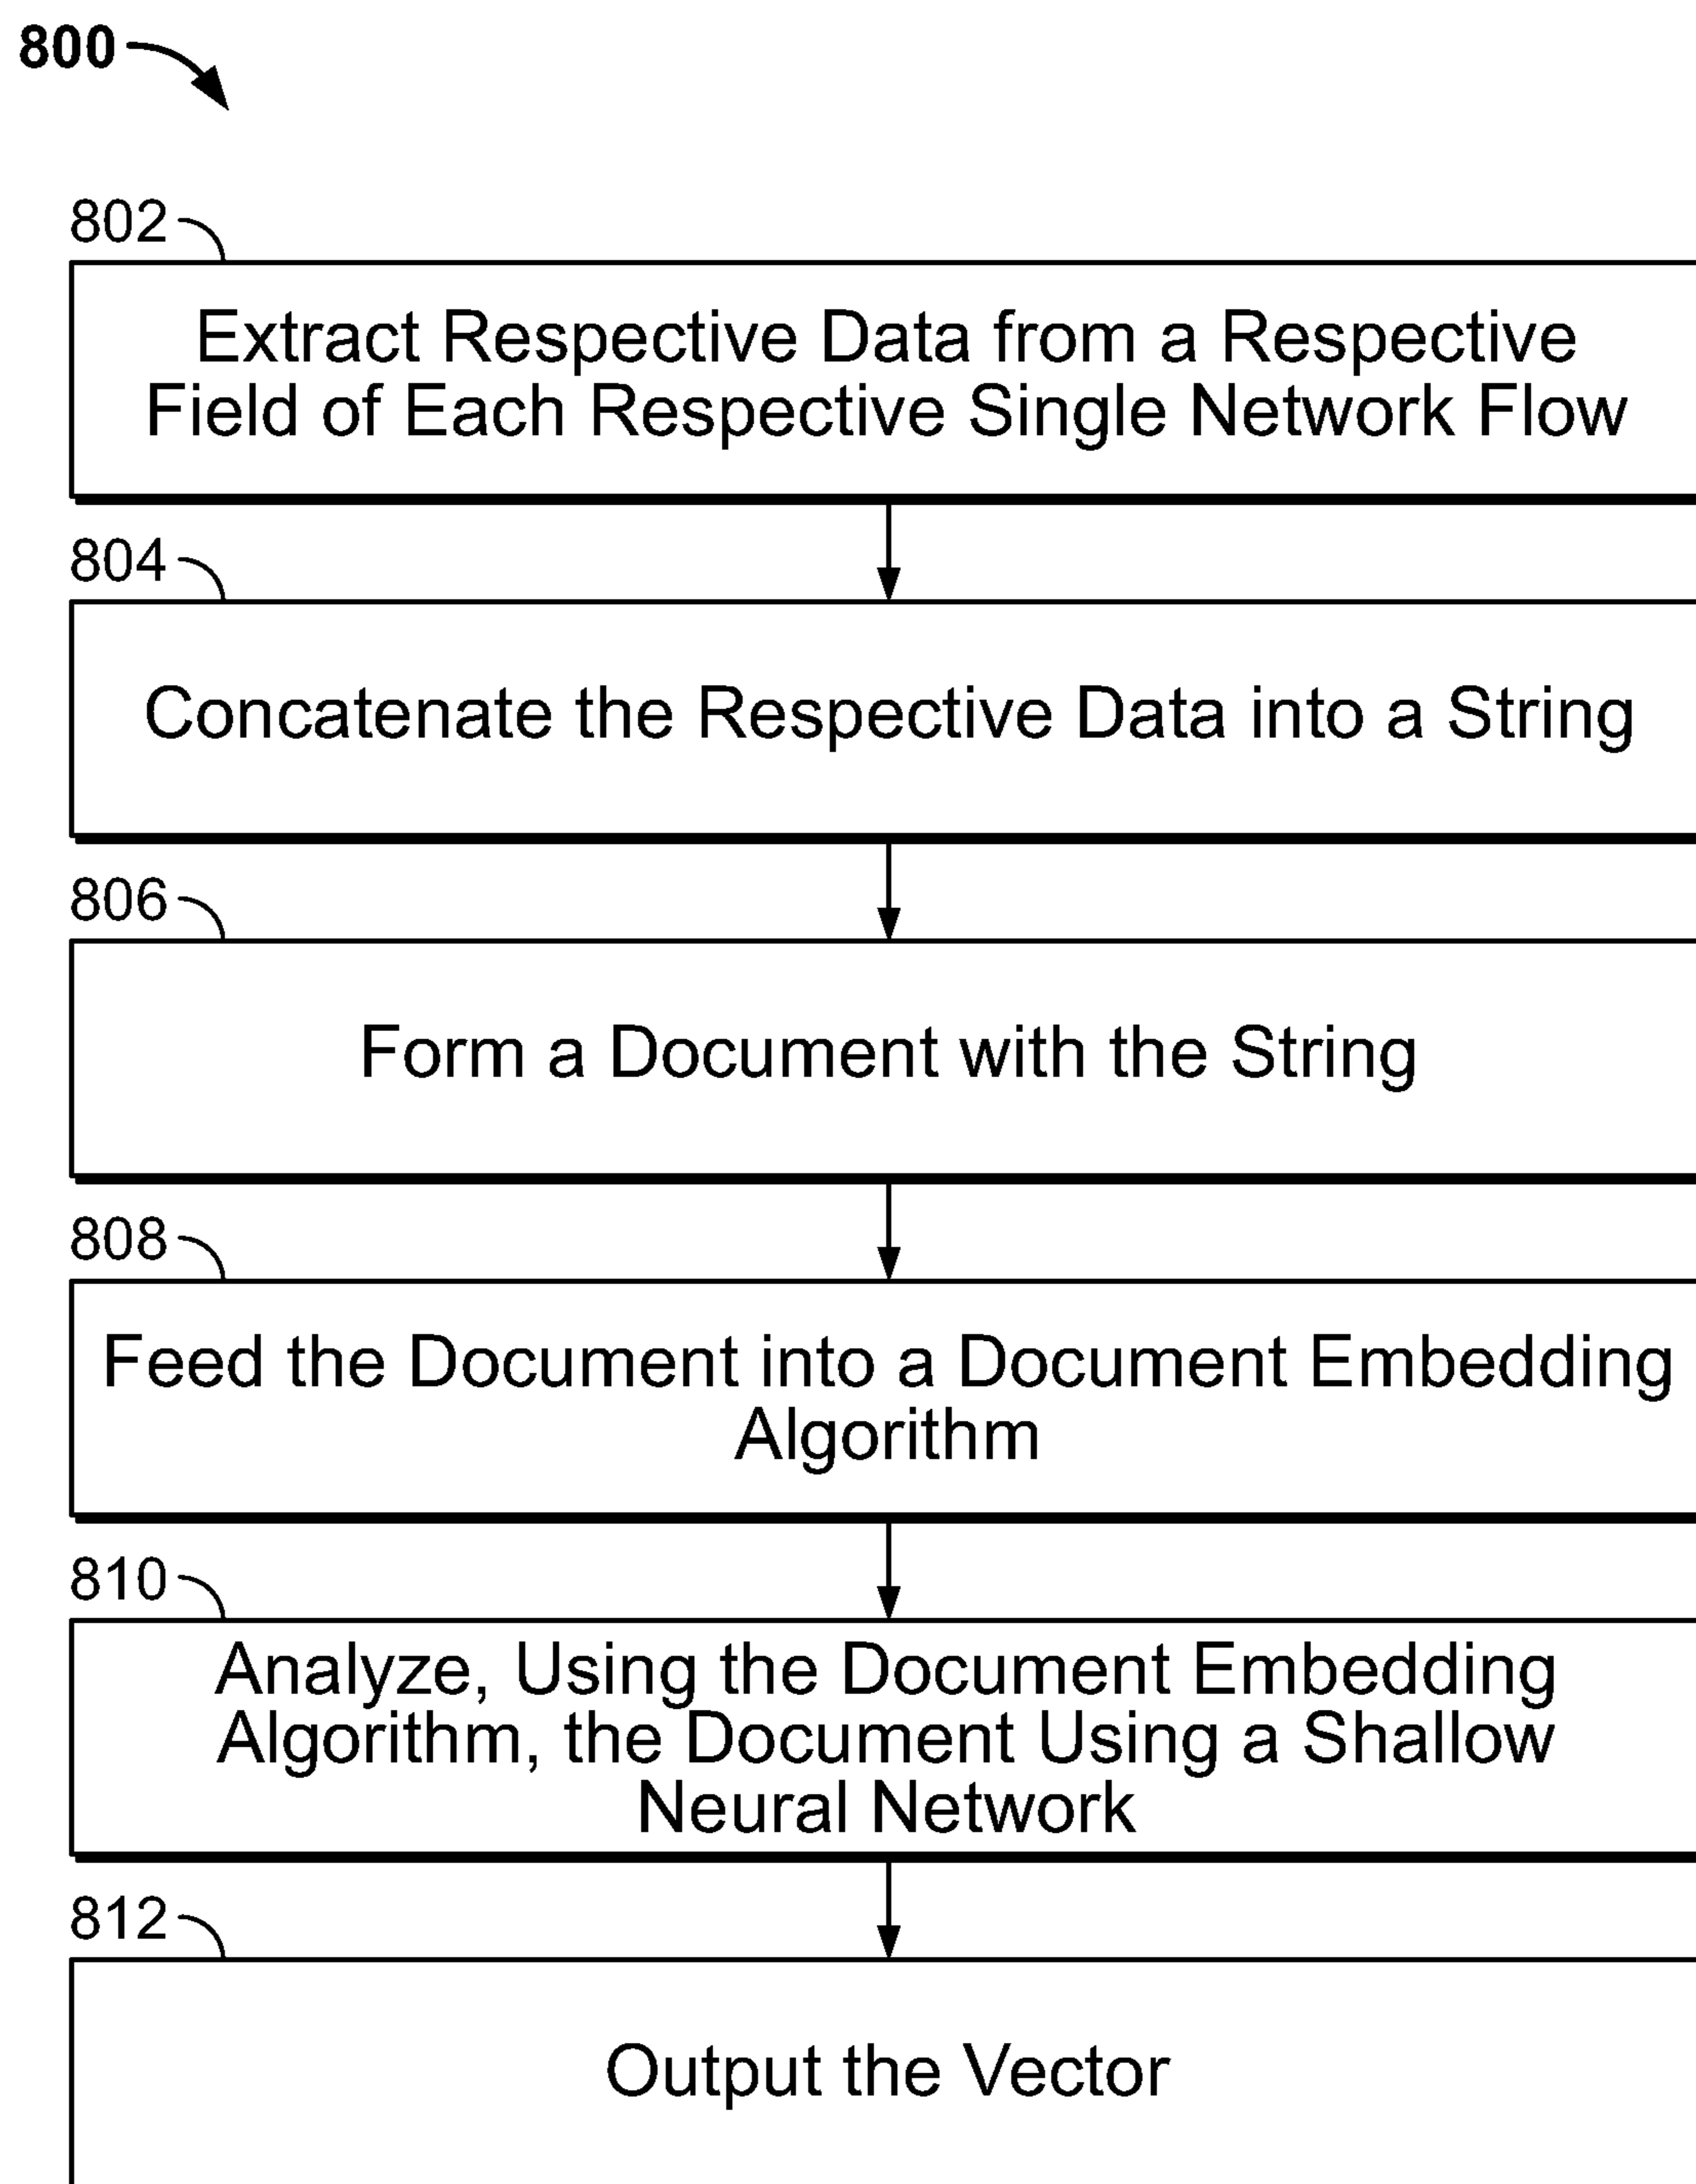 800
802
Extract Respective Data from a Respective
Field of Each Respective Single Network Flow
804
Concatenate the Respective Data into a String
806
Form a Document with the String
808
Feed the Document into a Document Embedding
Algorithm
810
Analyze, Using the Document Embedding
Algorithm, the Document Using a Shallow
Neural Network
812
Output the Vector